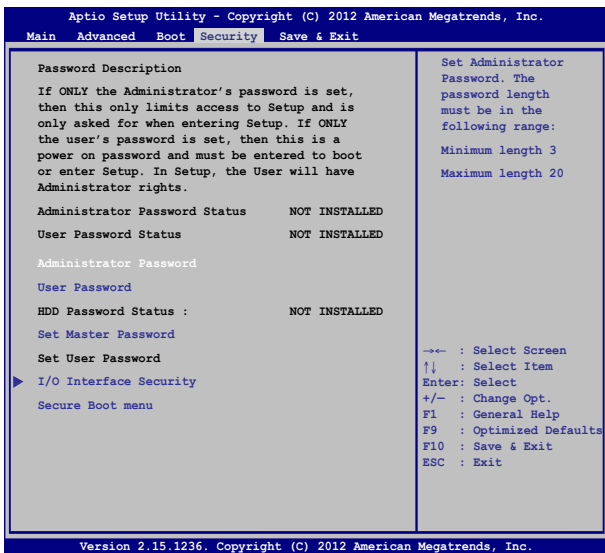 Aptio Setup Utility - Copyright (C) 2012 American Megatrends, Inc.
Main Advanced Boot Security Save & Exit
Password Description
If ONLY the Administrator's password is set,
then this only limits access to Setup and is
only asked for when entering Setup. If ONLY
the user's password is set, then this is a
power on password and must be entered to boot
or enter Setup. In Setup, the User will have
Administrator rights.
Administrator Password Status NOT INSTALLED
User Password Status NOT INSTALLED
Administrator Password
User Password
HDD Password Status : NOT INSTALLED
Set Master Password
Set User Password
I/O Interface Security
Secure Boot menu
Set Administrator
Password. The
password length
must be in the
following range:
Minimum length 3
Maximum length 20
→← : Select Screen
↑↓ : Select Item
Enter: Select
+/— : Change Opt.
F1 : General Help
F9 : Optimized Defaults
F10 : Save & Exit
ESC : Exit
Version 2.15.1236. Copyright (C) 2012 American Megatrends, Inc.